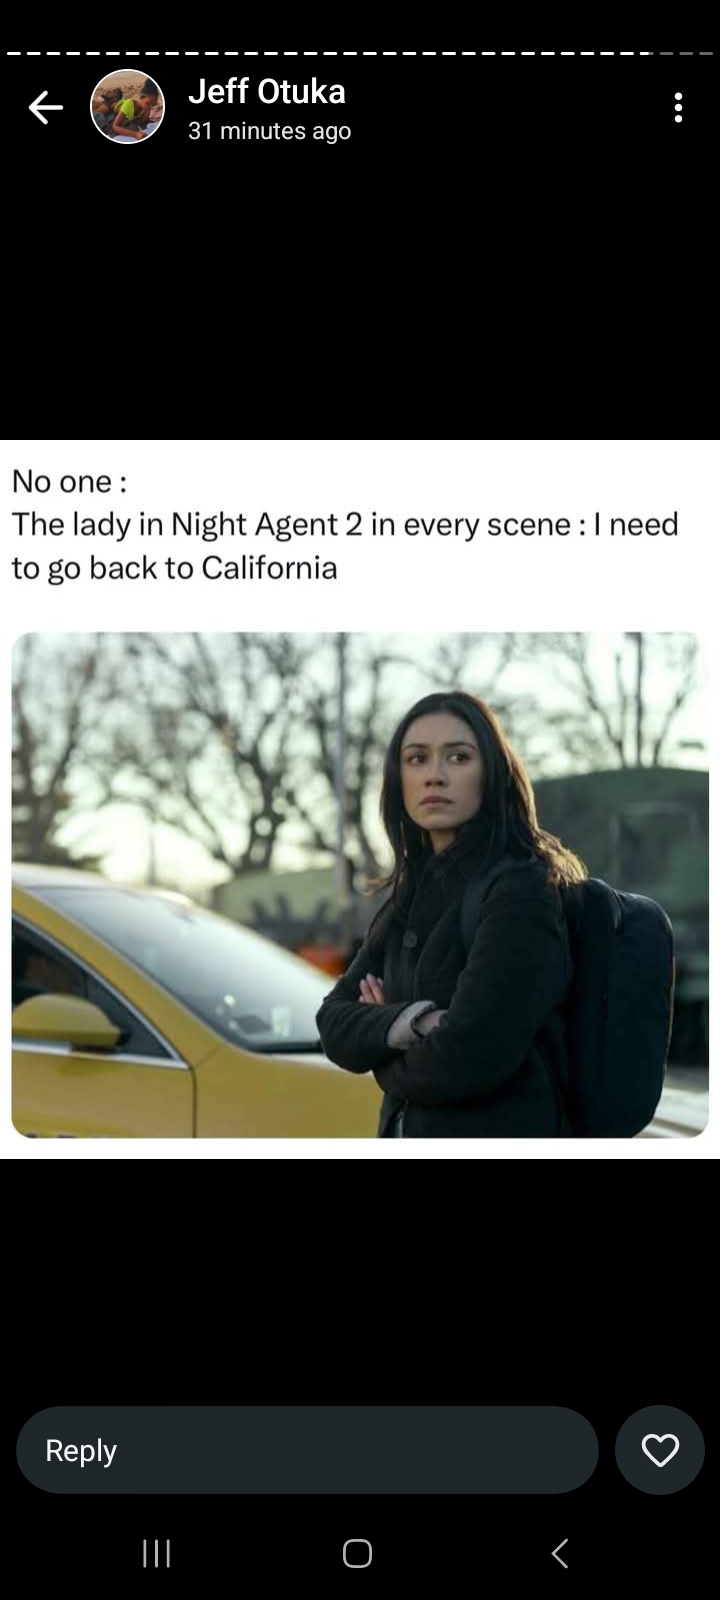 Jeff Otuka
31 minutes ago
No one :
The lady in Night Agent 2 in every scene : I need
to go back to California
Reply